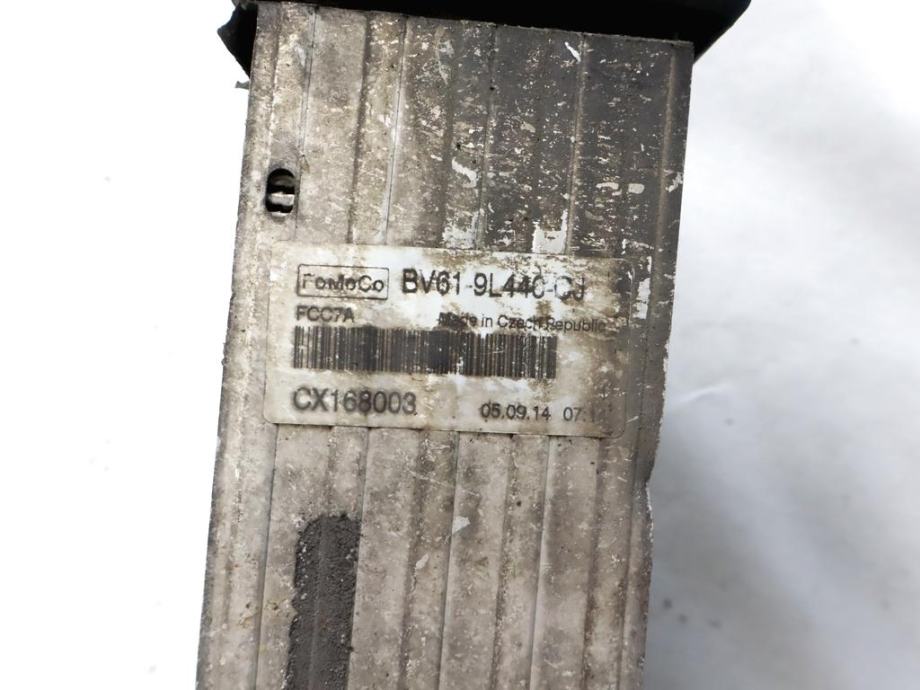 FoMoCo BV61-9L440-CJ
FCC7A Made in Czech Republic
CX168003 05.09.14